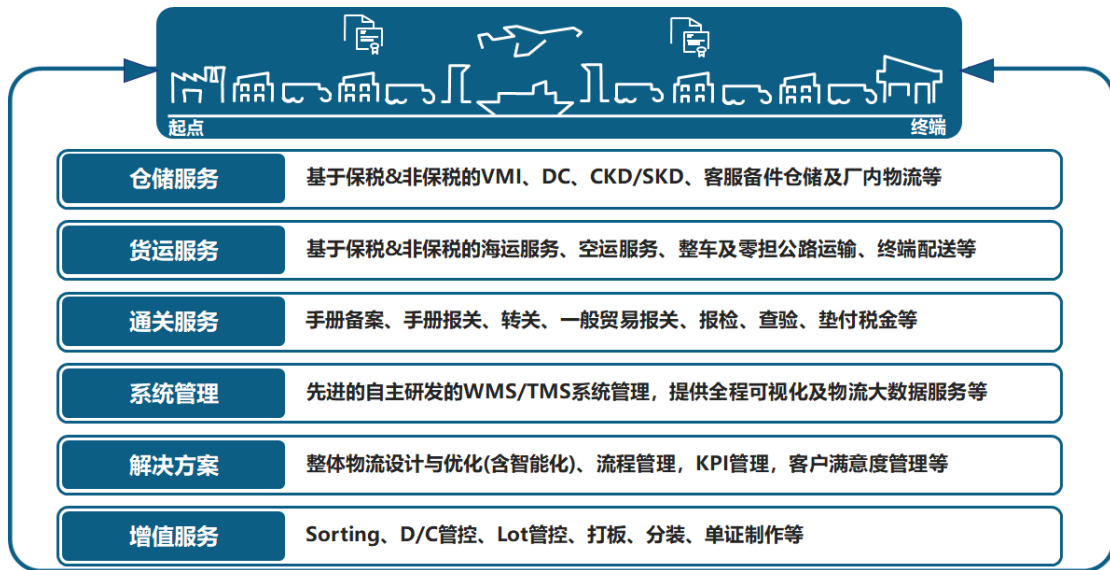 起点
终端
仓储服务
基于保税&非保税的VMI、DC、CKD/SKD、客服备件仓储及厂内物流等
货运服务
基于保税&非保税的海运服务、空运服务、整车及零担公路运输、终端配送等
通关服务
手册备案、手册报关、转关、一般贸易报关、报检、查验、垫付税金等
系统管理
先进的自主研发的WMS/TMS系统管理，提供全程可视化及物流大数据服务等
解决方案
整体物流设计与优化(含智能化)、流程管理，KPI管理，客户满意度管理等
增值服务
Sorting、D/C管控、Lot管控、打板、分装、单证制作等